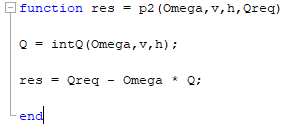 function res = p2(Omega,v,h,Qreq)
Q = intQ(Omega,v,h);
res = Qreq - Omega * Q;
end